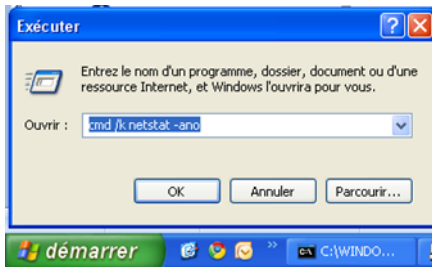 Exécuter
Entrez le nom d'un programme, dossier, document ou d'une
ressource Internet, et Windows l'ouvrira pour vous.
Ouvrir : cmd /k netstat -ano
OK Annuler Parcourir...
démarrer » C:\WINDO...